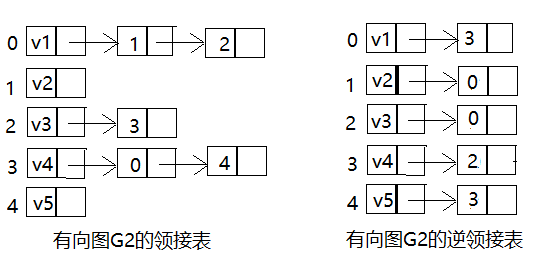 0 v1 1 2
1 v2
2 v3 3
3 v4 0 4
4 v5
有向图G2的领接表
0 v1 3
1 v2 0
2 v3 0
3 v4 2
4 v5 3
有向图G2的逆领接表